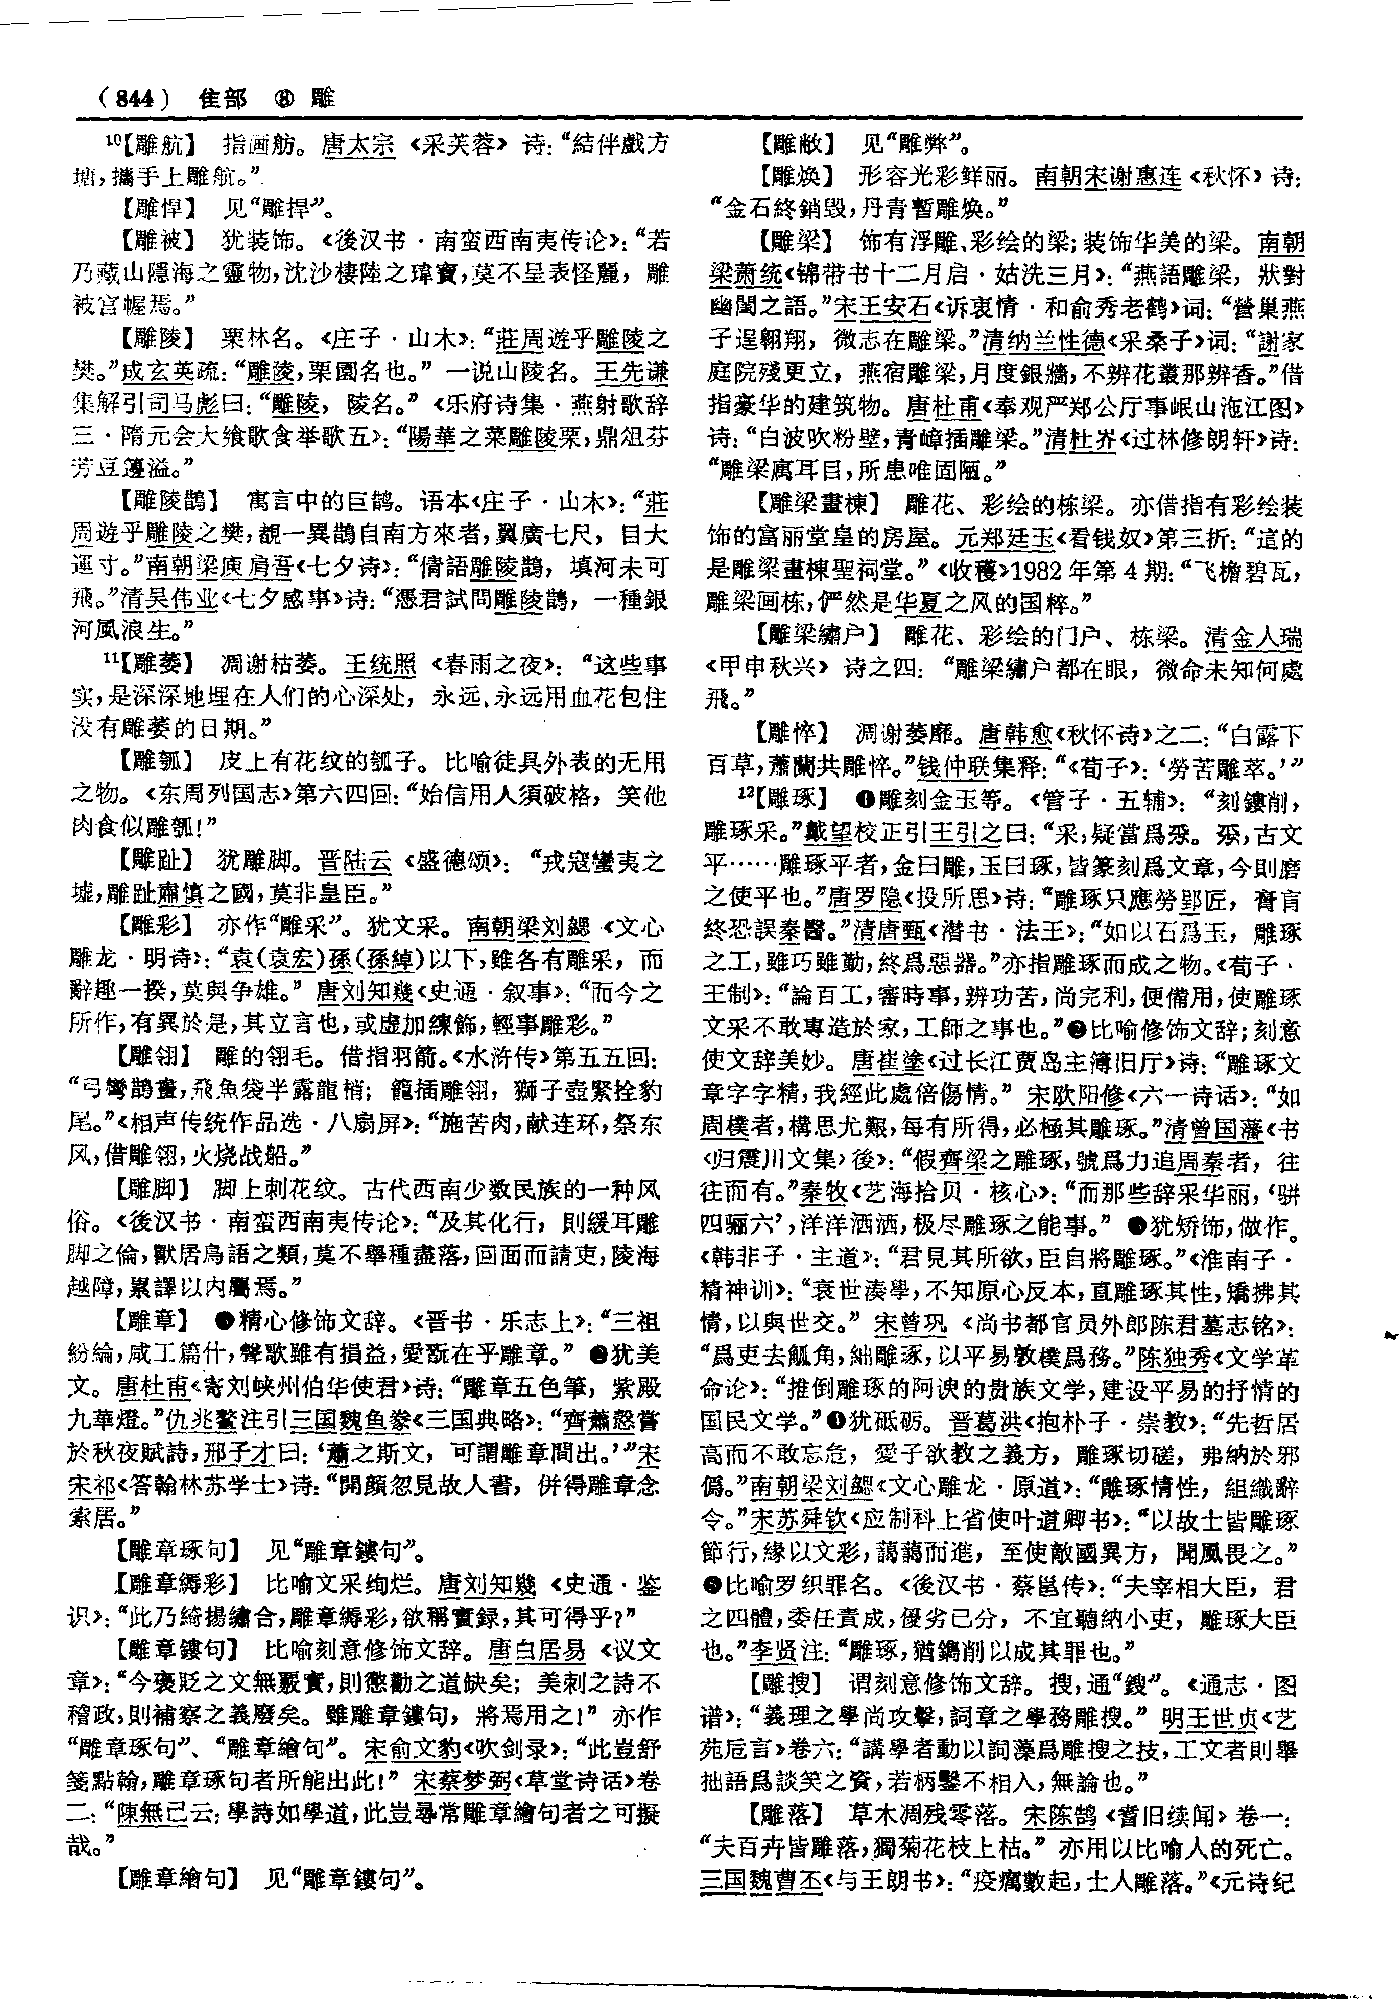 （844） 隹部 ⑧ 雕
¹⁰【雕航】 指画舫。唐太宗《采芙蓉》诗：“結伴戲方
塘，攜手上雕航。”
【雕悍】 见“雕捍”。
【雕被】 犹装饰。《後汉书·南蛮西南夷传论》：“若
乃藏山隱海之靈物，沈沙棲陸之瑋寶，莫不呈表怪麗，雕
被宫幄焉。”
【雕陵】 栗林名。《庄子·山木》：“莊周遊乎雕陵之
樊。”成玄英疏：“雕陵，栗園名也。”一说山陵名。王先谦
集解引司马彪曰：“雕陵，陵名。”《乐府诗集·燕射歌辞
三·隋元会大飨歌食举歌五》：“陽華之菜雕陵栗，鼎俎芬
芳豆籩溢。”
【雕陵鹊】 寓言中的巨鹊。语本《庄子·山木》：“莊
周遊乎雕陵之樊，覩一異鵲自南方來者，翼廣七尺，目大
運寸。”南朝梁庾肩吾《七夕诗》：“倩語雕陵鵲，填河未可
飛。”清吴伟业《七夕感事》诗：“憑君試問雕陵鵲，一種銀
河風浪生。”
¹¹【雕萎】 凋谢枯萎。王统照《春雨之夜》：“这些事
实，是深深地埋在人们的心深处，永远、永远用血花包住
没有雕萎的日期。”
【雕瓠】 皮上有花纹的瓠子。比喻徒具外表的无用
之物。《东周列国志》第六四回：“始信用人須破格，笑他
肉食似雕瓠！”
【雕趾】 犹雕脚。晋陆云《盛德颂》：“戎寇蠻夷之
墟，雕趾肅慎之國，莫非皇臣。”
【雕彩】 亦作“雕采”。犹文采。南朝梁刘勰《文心
雕龙·明诗》：“袁（袁宏）孫（孫綽）以下，雖各有雕采，而
辭趣一揆，莫與争雄。”唐刘知幾《史通·叙事》：“而今之
所作，有異於是，其立言也，或虚加練飾，輕事雕彩。”
【雕翎】 雕的翎毛。借指羽箭。《水浒传》第五五回：
“弓彎鵲畫，飛魚袋半露龍梢；籠插雕翎，獅子壺緊拴豹
尾。”《相声传统作品选·八扇屏》：“施苦肉，献连环，祭东
风，借雕翎，火烧战船。”
【雕脚】 脚上刺花纹。古代西南少数民族的一种风
俗。《後汉书·南蛮西南夷传论》：“及其化行，則緩耳雕
脚之倫，獸居鳥語之類，莫不舉種盡落，回面而請吏，陵海
越障，累譯以内屬焉。”
【雕章】 ❶精心修饰文辞。《晋书·乐志上》：“三祖
紛綸，咸工篇什，聲歌雖有損益，愛翫在乎雕章。”❷犹美
文。唐杜甫《寄刘峡州伯华使君》诗：“雕章五色筆，紫殿
九華燈。”仇兆鳌注引三国魏鱼豢《三国典略》：“齊蕭愨嘗
於秋夜賦詩，邢子才曰：‘蕭之斯文，可謂雕章間出。’”宋
宋祁《答翰林苏学士》诗：“開顔忽見故人書，併得雕章念
索居。”
【雕章琢句】 见“雕章鏤句”。
【雕章縟彩】 比喻文采绚烂。唐刘知幾《史通·鉴
识》：“此乃綺揚繡合，雕章縟彩，欲稱實録，其可得乎？”
【雕章鏤句】 比喻刻意修饰文辞。唐白居易《议文
章》：“今褒貶之文無覈實，則懲勸之道缺矣；美刺之詩不
稽政，則補察之義廢矣。雖雕章鏤句，將焉用之！”亦作
“雕章琢句”、“雕章繪句”。宋俞文豹《吹剑录》：“此豈舒
箋點翰，雕章琢句者所能出此！”宋蔡梦弼《草堂诗话》卷
二：“陳無己云：學詩如學道，此豈尋常雕章繪句者之可擬
哉。”
【雕章繪句】 见“雕章鏤句”。
【雕敝】 见“雕弊”。
【雕焕】 形容光彩鲜丽。南朝宋谢惠连《秋怀》诗：
“金石終銷毁，丹青暫雕焕。”
【雕梁】 饰有浮雕、彩绘的梁；装饰华美的梁。南朝
梁萧统《锦带书十二月启·姑洗三月》：“燕語雕梁，狀對
幽閨之語。”宋王安石《诉衷情·和俞秀老鹤》词：“營巢燕
子逞翱翔，微志在雕梁。”清纳兰性德《采桑子》词：“謝家
庭院殘更立，燕宿雕梁，月度銀牆，不辨花叢那辨香。”借
指豪华的建筑物。唐杜甫《奉观严郑公厅事岷山沲江图》
诗：“白波吹粉壁，青嶂插雕梁。”清杜岕《过林修朗轩》诗：
“雕梁寓耳目，所患唯固陋。”
【雕梁畫棟】 雕花、彩绘的栋梁。亦借指有彩绘装
饰的富丽堂皇的房屋。元郑廷玉《看钱奴》第三折：“這的
是雕梁畫棟聖祠堂。”《收穫》1982年第4期：“飞檐碧瓦，
雕梁画栋，俨然是华夏之风的国粹。”
【雕梁繡户】 雕花、彩绘的门户、栋梁。清金人瑞
《甲申秋兴》诗之四：“雕梁繡户都在眼，微命未知何處
飛。”
【雕悴】 凋谢萎靡。唐韩愈《秋怀诗》之二：“白露下
百草，蕭蘭共雕悴。”钱仲联集释：“《荀子》：‘勞苦雕萃。’”
¹²【雕琢】 ❶雕刻金玉等。《管子·五辅》：“刻鏤削，
雕琢采。”戴望校正引王引之曰：“采，疑當爲𠀾。𠀾，古文
平……雕琢平者，金曰雕，玉曰琢，皆篆刻爲文章，今則磨
之使平也。”唐罗隐《投所思》诗：“雕琢只應勞郢匠，膏肓
終恐誤秦醫。”清唐甄《潜书·法王》：“如以石爲玉，雕琢
之工，雖巧雖勤，終爲惡器。”亦指雕琢而成之物。《荀子·
王制》：“論百工，審時事，辨功苦，尚完利，便備用，使雕琢
文采不敢專造於家，工師之事也。”❷比喻修饰文辞；刻意
使文辞美妙。唐崔塗《过长江贾岛主簿旧厅》诗：“雕琢文
章字字精，我經此處倍傷情。”宋欧阳修《六一诗话》：“如
周樸者，構思尤艱，每有所得，必極其雕琢。”清曾国藩《书
〈归震川文集〉後》：“假齊梁之雕琢，號爲力追周秦者，往
往而有。”秦牧《艺海拾贝·核心》：“而那些辞采华丽，‘骈
四骊六’，洋洋洒洒，极尽雕琢之能事。”❸犹矫饰，做作。
《韩非子·主道》：“君見其所欲，臣自將雕琢。”《淮南子·
精神训》：“衰世湊學，不知原心反本，直雕琢其性，矯拂其
情，以與世交。”宋曾巩《尚书都官员外郎陈君墓志铭》：
“爲吏去觚角，絀雕琢，以平易敦樸爲務。”陈独秀《文学革
命论》：“推倒雕琢的阿谀的贵族文学，建设平易的抒情的
国民文学。”❹犹砥砺。晋葛洪《抱朴子·崇教》：“先哲居
高而不敢忘危，愛子欲教之義方，雕琢切磋，弗納於邪
僞。”南朝梁刘勰《文心雕龙·原道》：“雕琢情性，組織辭
令。”宋苏舜钦《应制科上省使叶道卿书》：“以故士皆雕琢
節行，緣以文彩，藹藹而進，至使敵國異方，聞風畏之。”
❺比喻罗织罪名。《後汉书·蔡邕传》：“夫宰相大臣，君
之四體，委任責成，優劣已分，不宜聽納小吏，雕琢大臣
也。”李贤注：“雕琢，猶鐫削以成其罪也。”
【雕搜】 谓刻意修饰文辞。搜，通“鎪”。《通志·图
谱》：“義理之學尚攻擊，詞章之學務雕搜。”明王世贞《艺
苑卮言》卷六：“講學者動以詞藻爲雕搜之技，工文者則舉
拙語爲談笑之資，若柄鑿不相入，無論也。”
【雕落】 草木凋残零落。宋陈鹄《耆旧续闻》卷一：
“夫百卉皆雕落，獨菊花枝上枯。”亦用以比喻人的死亡。
三国魏曹丕《与王朗书》：“疫癘數起，士人雕落。”《元诗纪